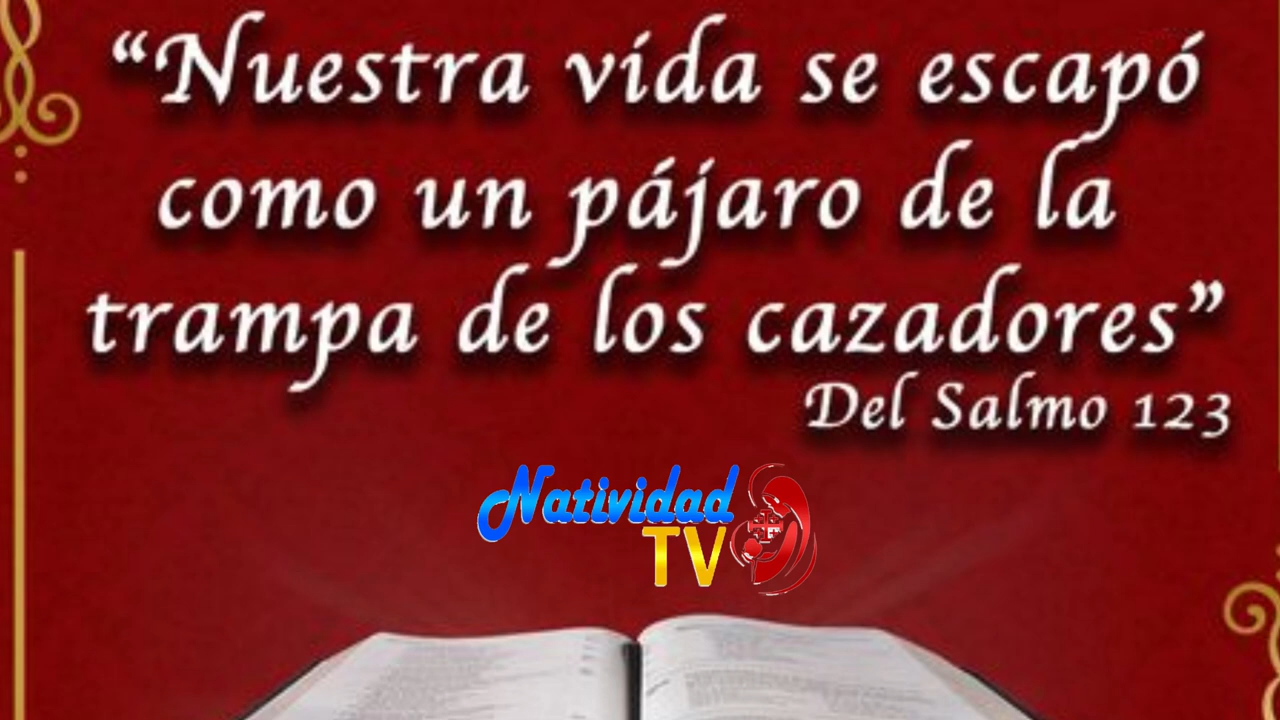 “Nuestra vida se escapó
como un pájaro de la
trampa de los cazadores”
Del Salmo 123
Natividad
TV